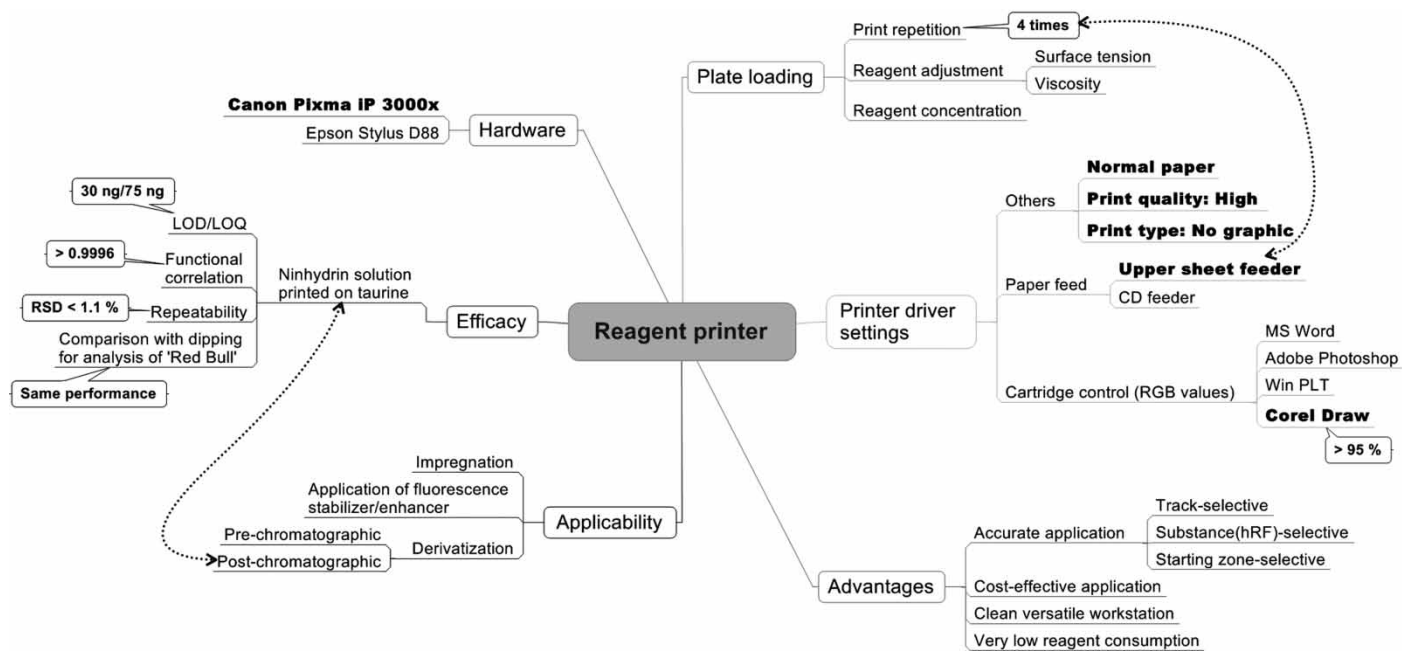 Reagent printer
Hardware
Canon Pixma iP 3000x
Epson Stylus D88
Plate loading
Print repetition
4 times
Reagent adjustment
Surface tension
Viscosity
Reagent concentration
Printer driver
settings
Others
Normal paper
Print quality: High
Print type: No graphic
Paper feed
Upper sheet feeder
CD feeder
Cartridge control (RGB values)
MS Word
Adobe Photoshop
Win PLT
Corel Draw
> 95 %
Advantages
Accurate application
Track-selective
Substance(hRF)-selective
Starting zone-selective
Cost-effective application
Clean versatile workstation
Very low reagent consumption
Applicability
Impregnation
Application of fluorescence
stabilizer/enhancer
Derivatization
Pre-chromatographic
Post-chromatographic
Efficacy
Ninhydrin solution
printed on taurine
30 ng/75 ng
LOD/LOQ
> 0.9996
Functional
correlation
RSD < 1.1 %
Repeatability
Comparison with dipping
for analysis of 'Red Bull'
Same performance